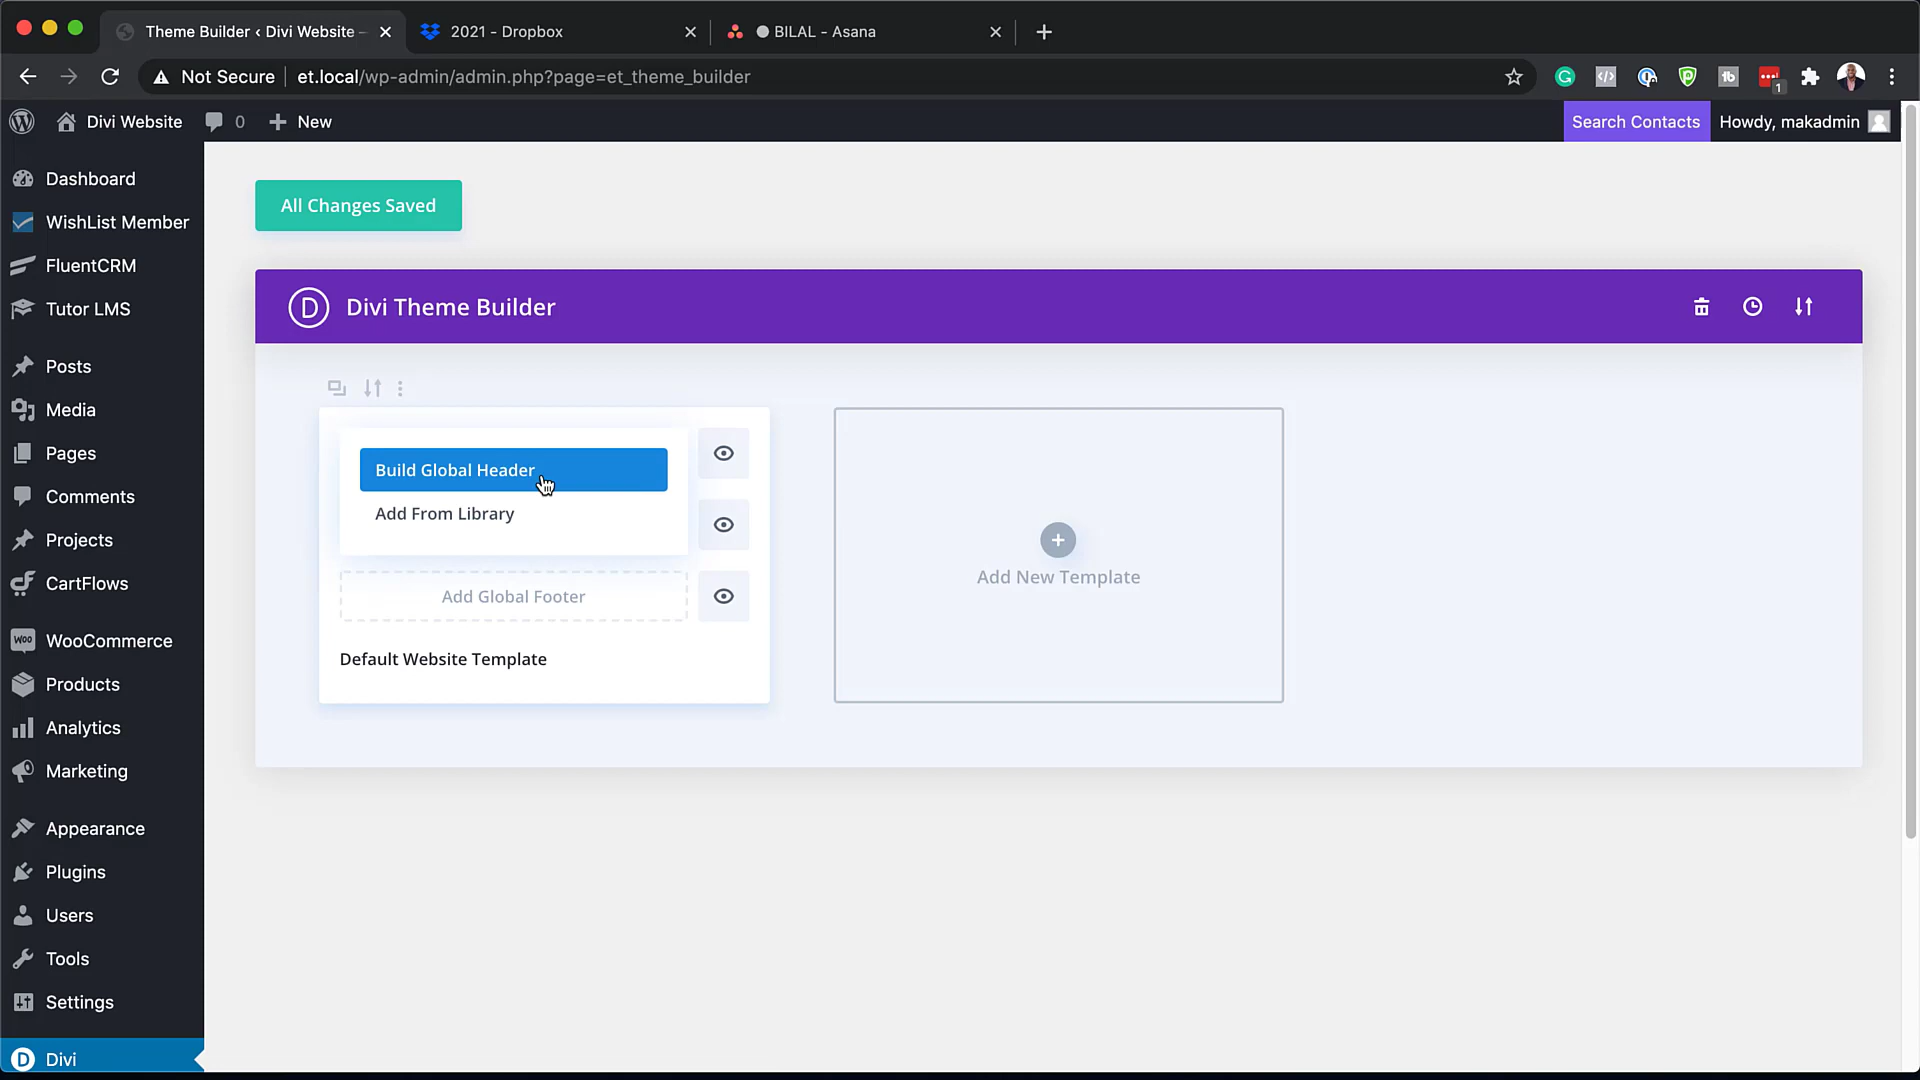 Theme Builder ‹ Divi Website –
2021 - Dropbox
BILAL - Asana
Not Secure
et.local/wp-admin/admin.php?page=et_theme_builder
1
Divi Website
0
New
Search Contacts
Howdy, makadmin
Dashboard
WishList Member
FluentCRM
Tutor LMS
Posts
Media
Pages
Comments
Projects
CartFlows
WooCommerce
Products
Analytics
Marketing
Appearance
Plugins
Users
Tools
Settings
Divi
All Changes Saved
D
Divi Theme Builder
Build Global Header
Add From Library
Add Global Footer
Default Website Template
Add New Template